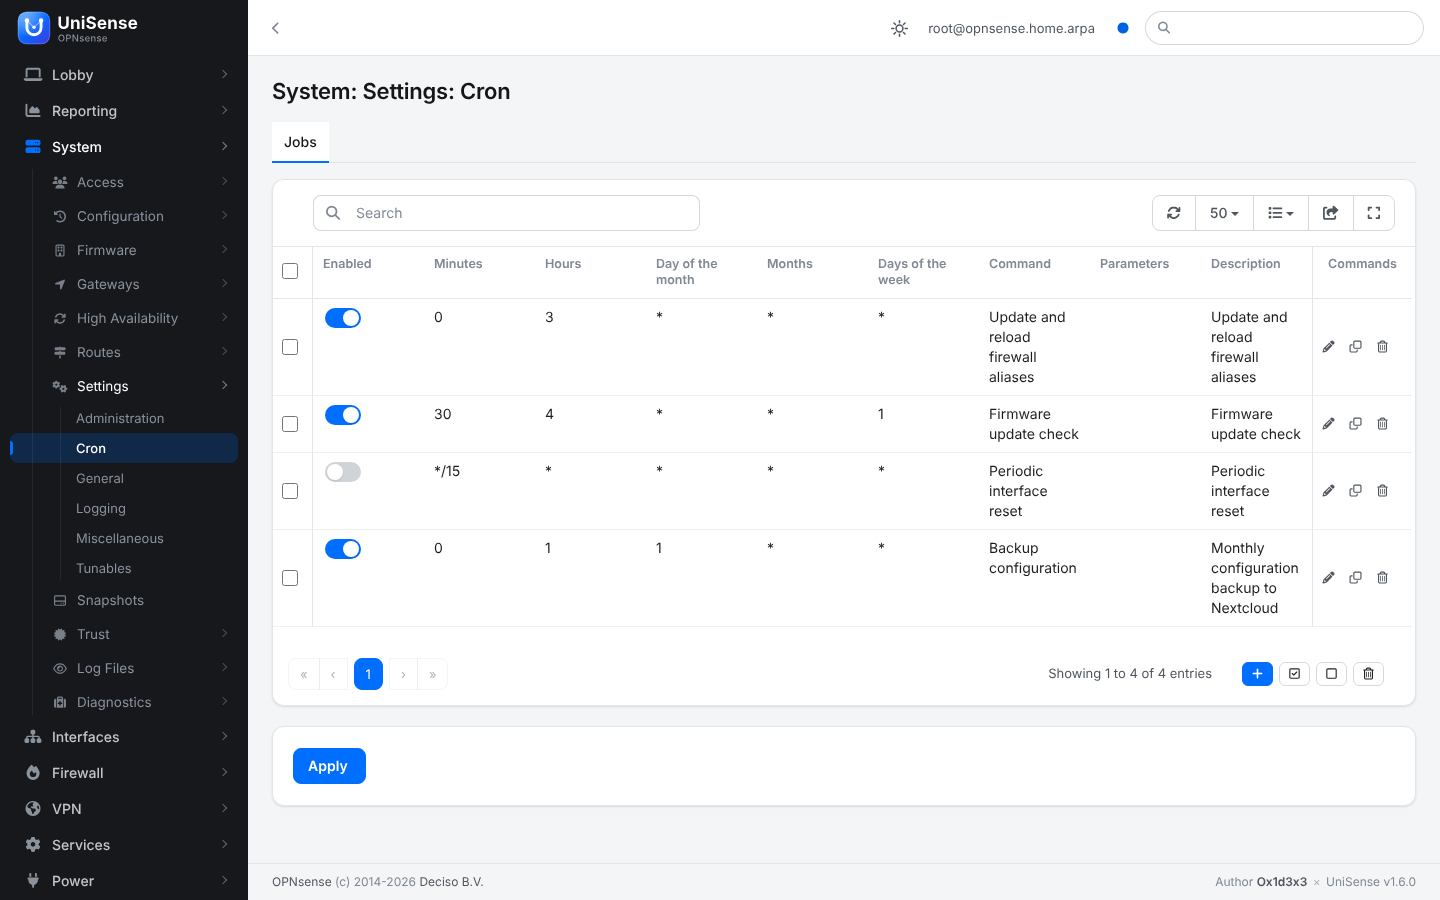 UniSense
OPNsense
root@opnsense.home.arpa
Lobby
Reporting
System
Access
Configuration
Firmware
Gateways
High Availability
Routes
Settings
Administration
Cron
General
Logging
Miscellaneous
Tunables
Snapshots
Trust
Log Files
Diagnostics
Interfaces
Firewall
VPN
Services
Power
System: Settings: Cron
Jobs
Search
50
Enabled Minutes Hours Day of the month Months Days of the week Command Parameters Description Commands
0 3 * * * Update and reload firewall aliases Update and reload firewall aliases
30 4 * * 1 Firmware update check Firmware update check
*/15 * * * * Periodic interface reset Periodic interface reset
0 1 1 * * Backup configuration Monthly configuration backup to Nextcloud
« ‹ 1 › »
Showing 1 to 4 of 4 entries
Apply
OPNsense (c) 2014-2026 Deciso B.V.
Author Ox1d3x3 × UniSense v1.6.0